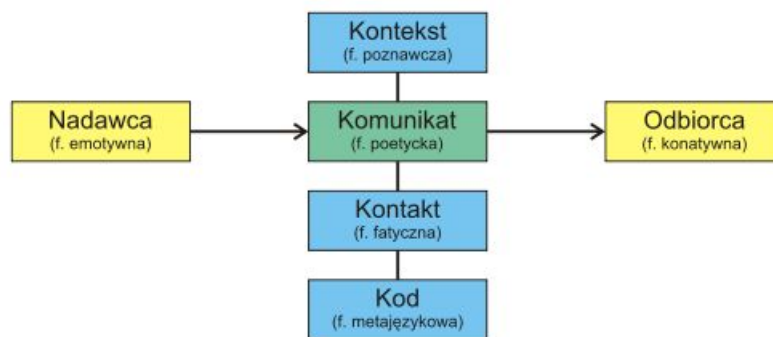 Kontekst
(f. poznawcza)
Nadawca
(f. emotywna)
Komunikat
(f. poetycka)
Odbiorca
(f. konatywna)
Kontakt
(f. fatyczna)
Kod
(f. metajęzykowa)